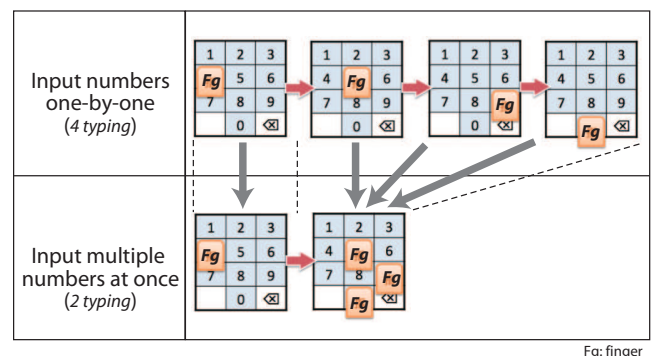 Input numbers
one-by-one
(4 typing)
1 2 3
Fg 5 6
7 8 9
0 ⌫
1 2 3
4 Fg 6
7 8 9
0 ⌫
1 2 3
4 5 6
7 8 Fg
0 ⌫
1 2 3
4 5 6
7 8 9
Fg ⌫
Input multiple
numbers at once
(2 typing)
1 2 3
Fg 5 6
7 8 9
0 ⌫
1 2 3
4 Fg 6
7 8 Fg
Fg ⌫
Fg: finger